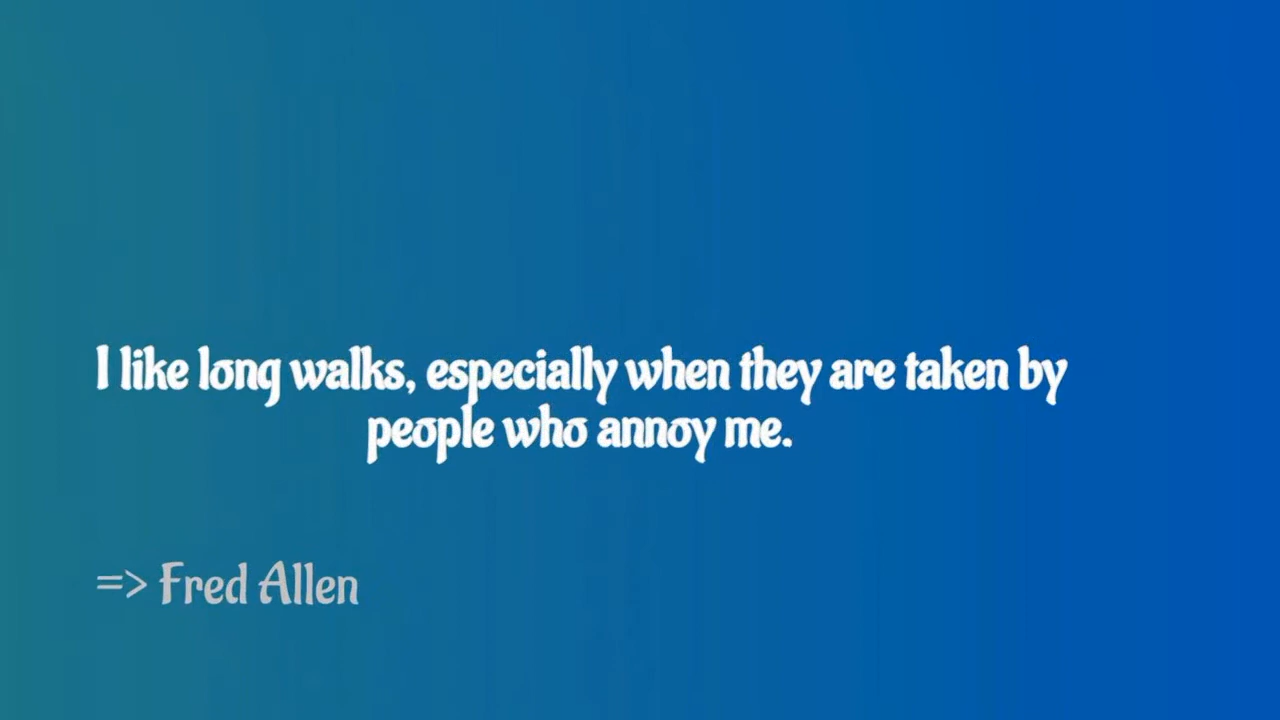 I like long walks, especially when they are taken by
people who annoy me.
=> Fred Allen